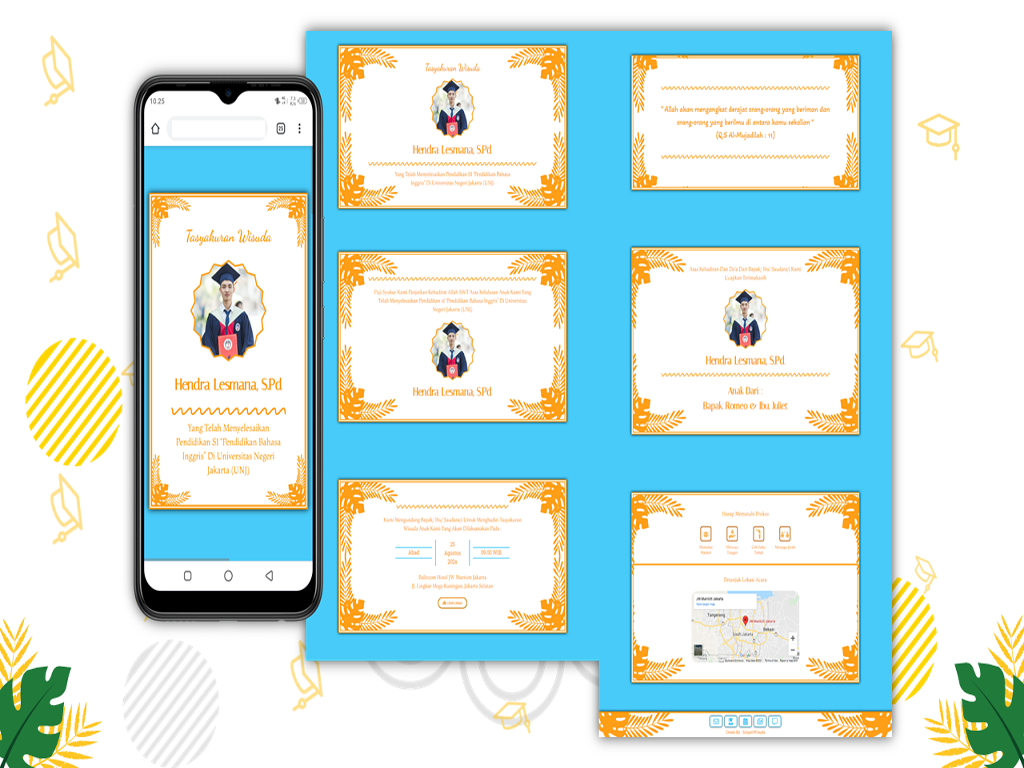 10.25
Tasyakuran Wisuda
Hendra Lesmana, S.Pd
Yang Telah Menyelesaikan
Pendidikan S1 "Pendidikan Bahasa
Inggris" Di Universitas Negeri
Jakarta (UNJ)
Tasyakuran Wisuda
Hendra Lesmana, S.Pd
Yang Telah Menyelesaikan Pendidikan S1 "Pendidikan Bahasa
Inggris" Di Universitas Negeri Jakarta (UNJ)
" Allah akan mengangkat derajat orang-orang yang beriman dan
orang-orang yang berilmu di antara kamu sekalian "
(Q.S Al-Mujadilah : 11)
Puji Syukur Kami Panjatkan Kehadirat Allah SWT Atas Kelulusan Anak Kami Yang
Telah Menyelesaikan Pendidikan s1 "Pendidikan Bahasa Inggris" Di Universitas
Negeri Jakarta (UNJ)
Hendra Lesmana, S.Pd
Atas Kehadiran Dan Do'a Dari Bapak/Ibu/Saudara/i Kami
Ucapkan Terimakasih
Hendra Lesmana, S.Pd
Anak Dari :
Bapak Romeo & Ibu Juliet
Kami Mengundang Bapak/Ibu/Saudara/i Untuk Menghadiri Tasyakuran
Wisuda Anak Kami Yang Akan Dilaksanakan Pada :
Ahad
25
Agustus
2024
09.00 WIB
Ballroom Hotel JW Marriott Jakarta
Jl. Lingkar Mega Kuningan, Jakarta Selatan
Harap Mematuhi Prokes
Petunjuk Lokasi Acara
JW Marriott Jakarta
Tangerang
JW Marriott Jakarta
Bekasi
South Jakarta